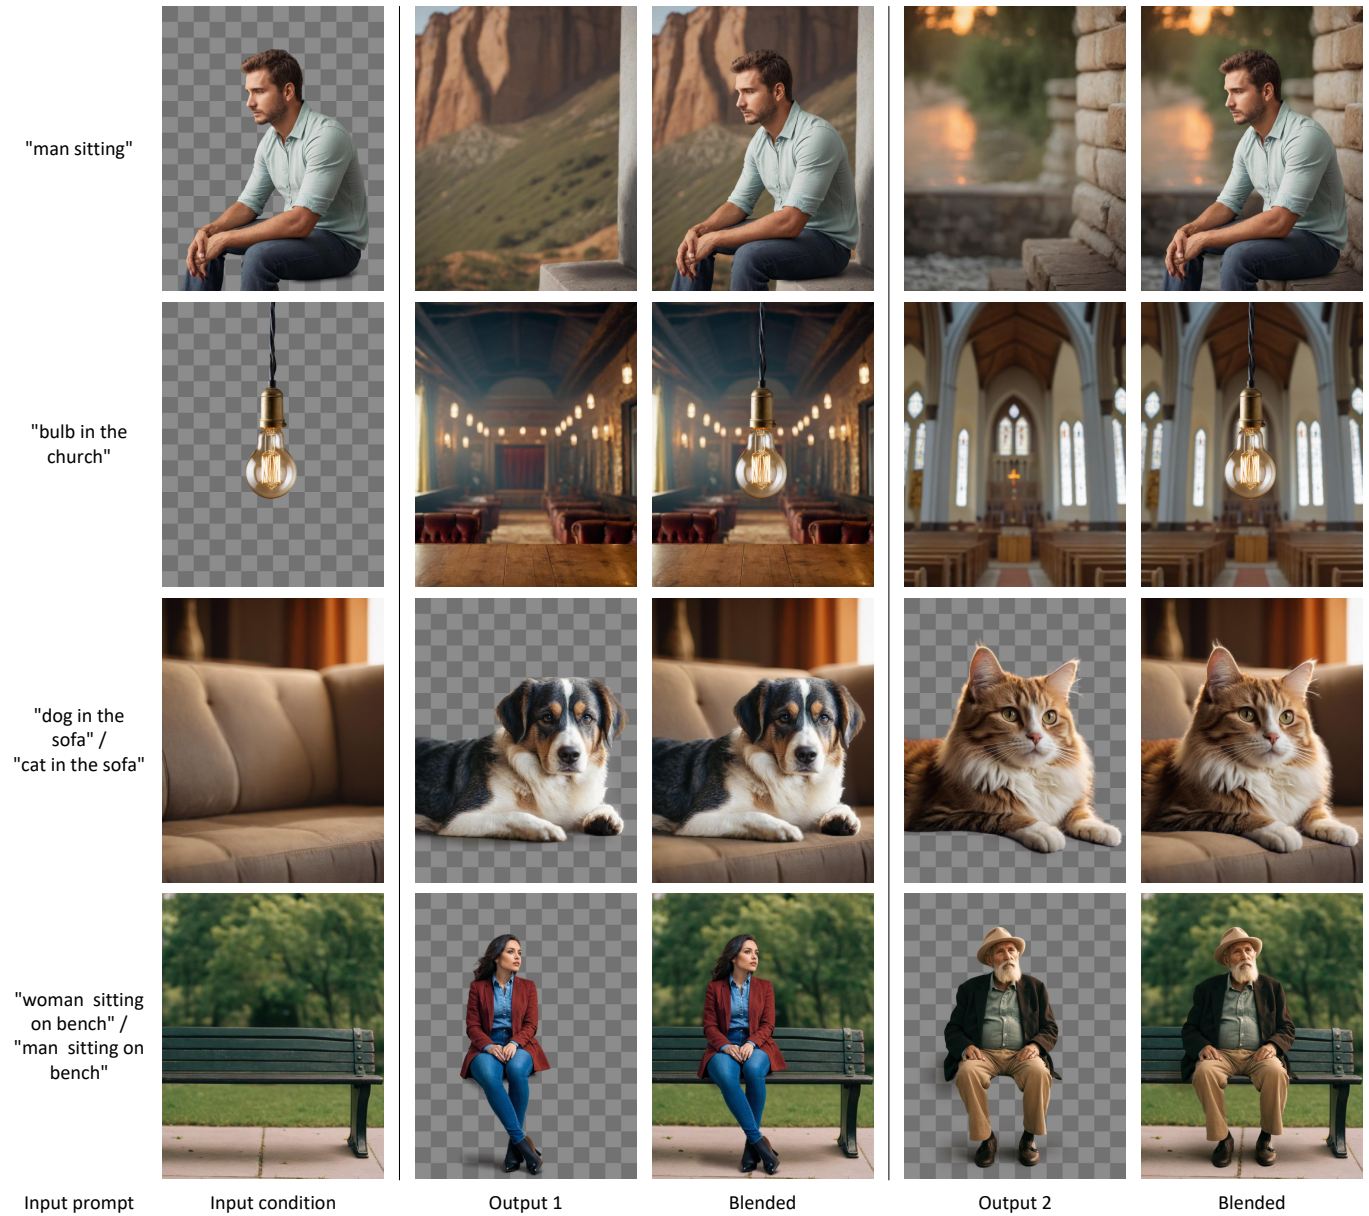 "man sitting"
"bulb in the
church"
"dog in the
sofa" /
"cat in the sofa"
"woman  sitting
on bench" /
"man  sitting on
bench"
Input prompt
Input condition
Output 1
Blended
Output 2
Blended